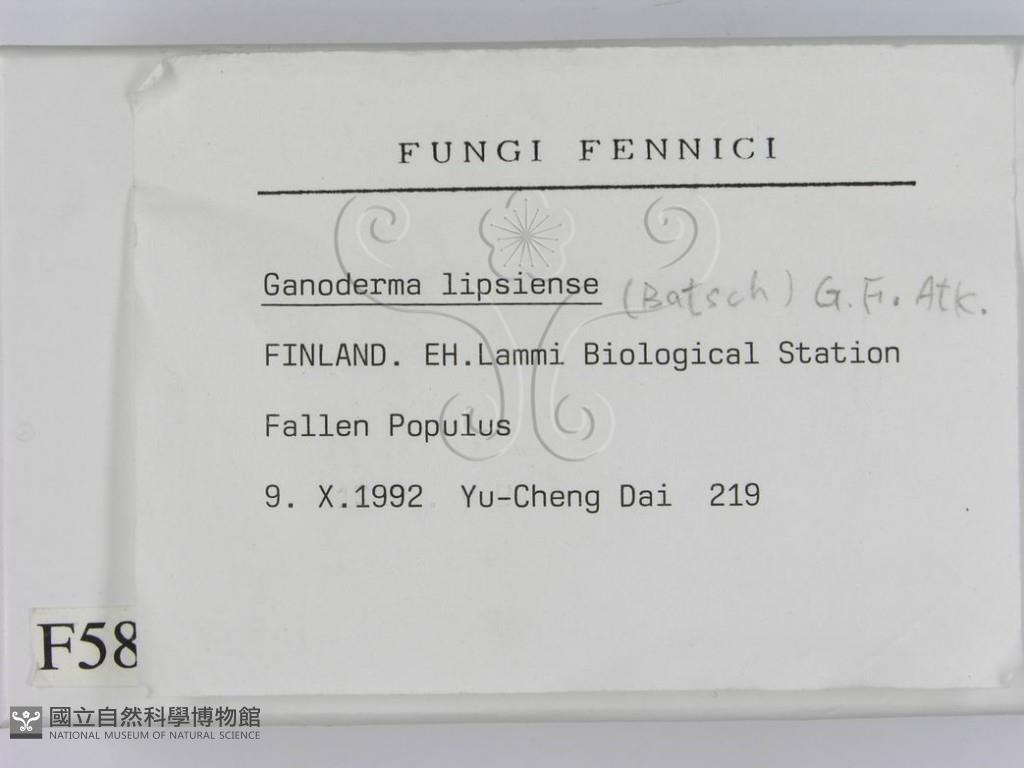 FUNGI FENNICI
Ganoderma lipsiense (Batsch) G.F. Atk.
FINLAND. EH.Lammi Biological Station
Fallen Populus
9. X.1992 Yu-Cheng Dai 219
F58
國立自然科學博物館
NATIONAL MUSEUM OF NATURAL SCIENCE